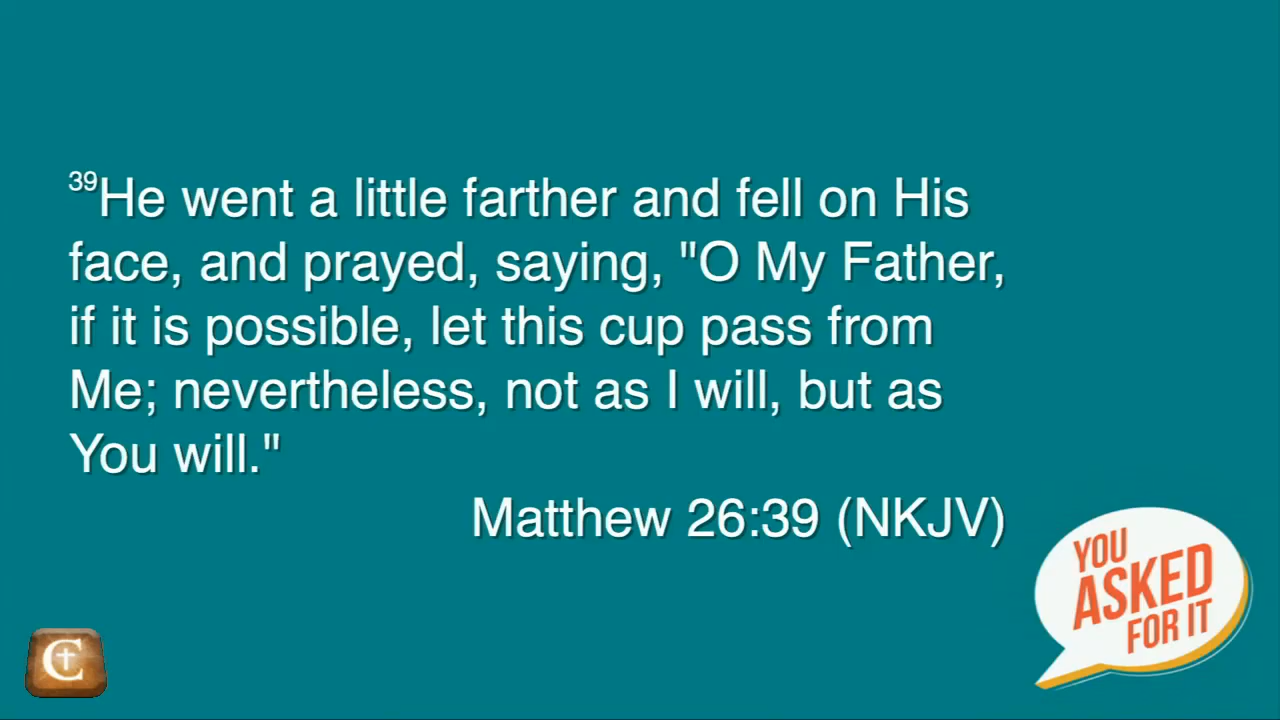 39He went a little farther and fell on His
face, and prayed, saying, "O My Father,
if it is possible, let this cup pass from
Me; nevertheless, not as I will, but as
You will."
Matthew 26:39 (NKJV)
YOU
ASKED
FOR IT
C